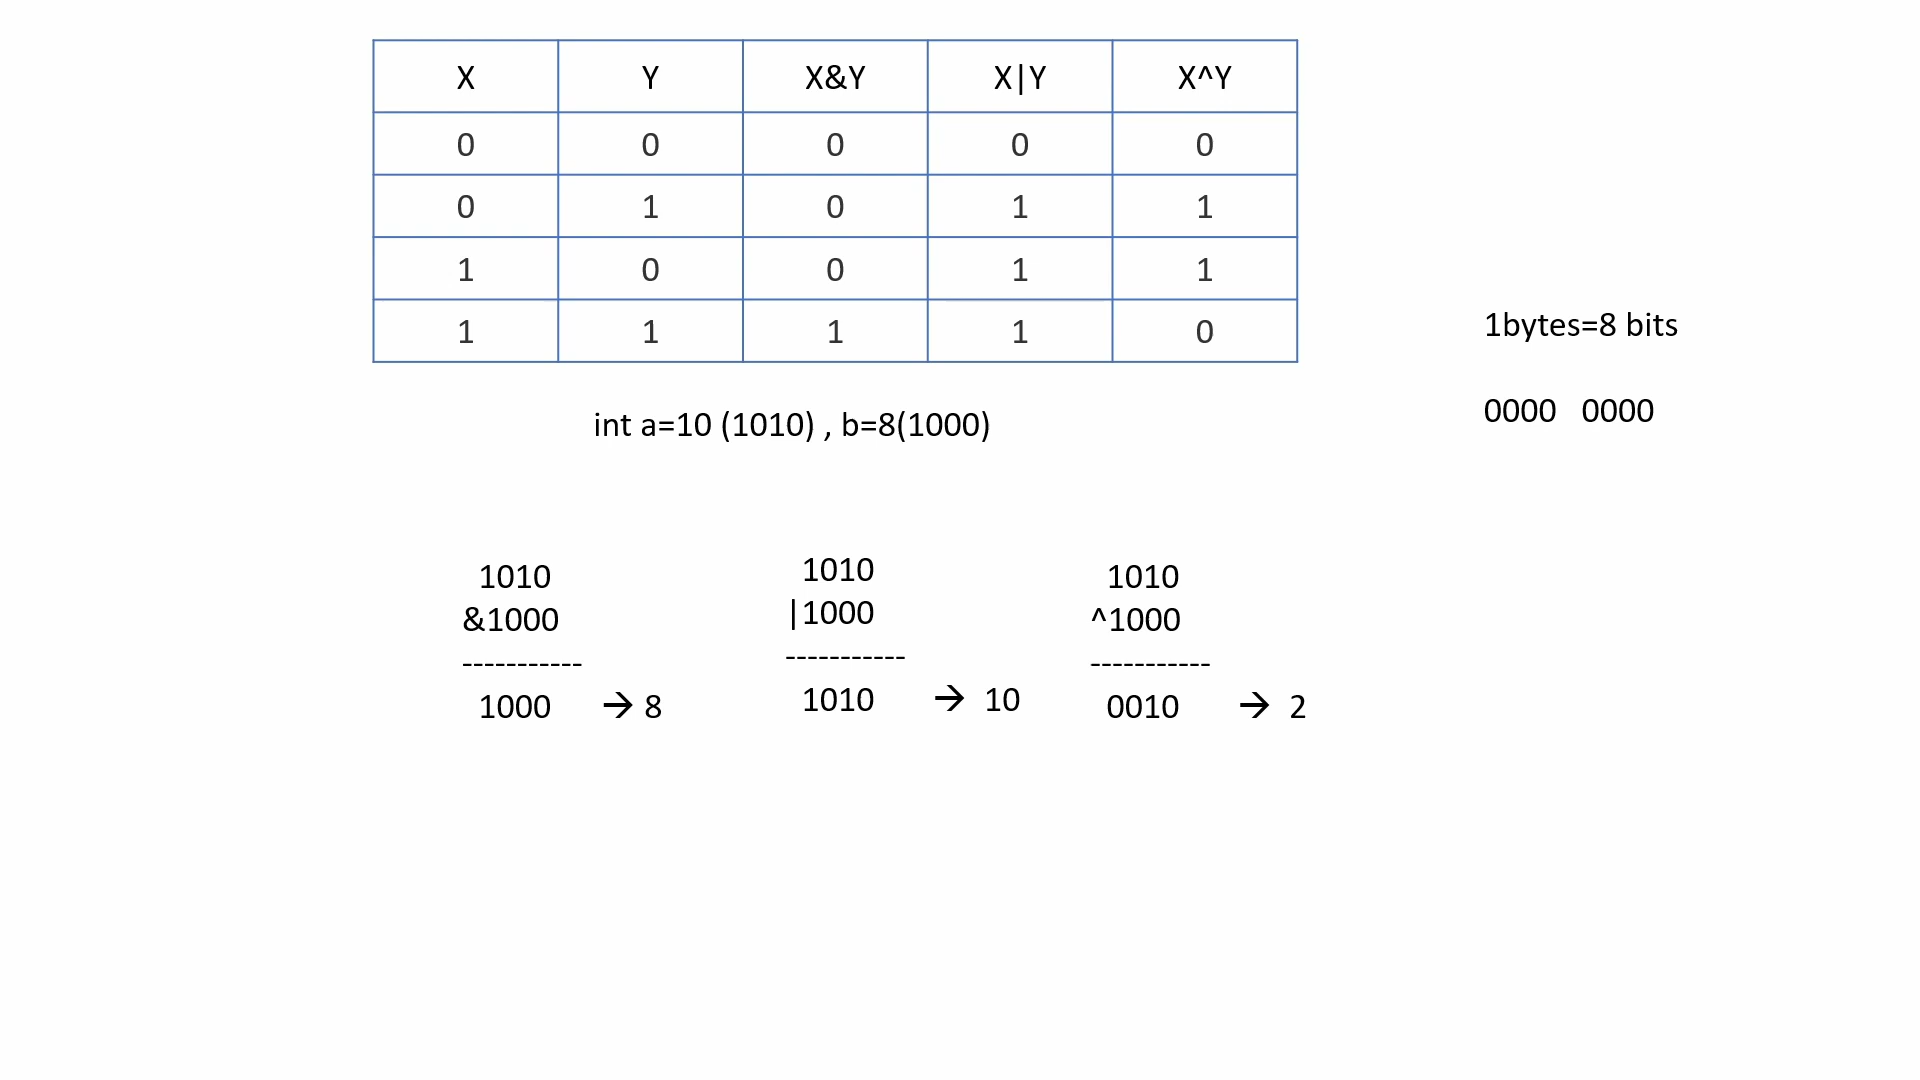 X Y X&Y X|Y X^Y
0 0 0 0 0
0 1 0 1 1
1 0 0 1 1
1 1 1 1 0
1bytes=8 bits
0000 0000
int a=10 (1010) , b=8(1000)
1010
&1000
-----------
1000 → 8
1010
|1000
-----------
1010 → 10
1010
^1000
-----------
0010 → 2